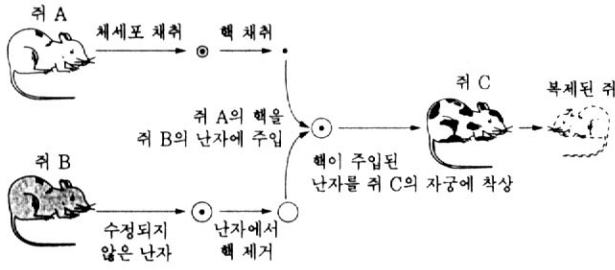 쥐 A
체세포 채취
핵 채취
쥐 A의 핵을
쥐 B의 난자에 주입
쥐 C
복제된 쥐
핵이 주입된
난자를 쥐 C의 자궁에 착상
쥐 B
수정되지
않은 난자
난자에서
핵 제거